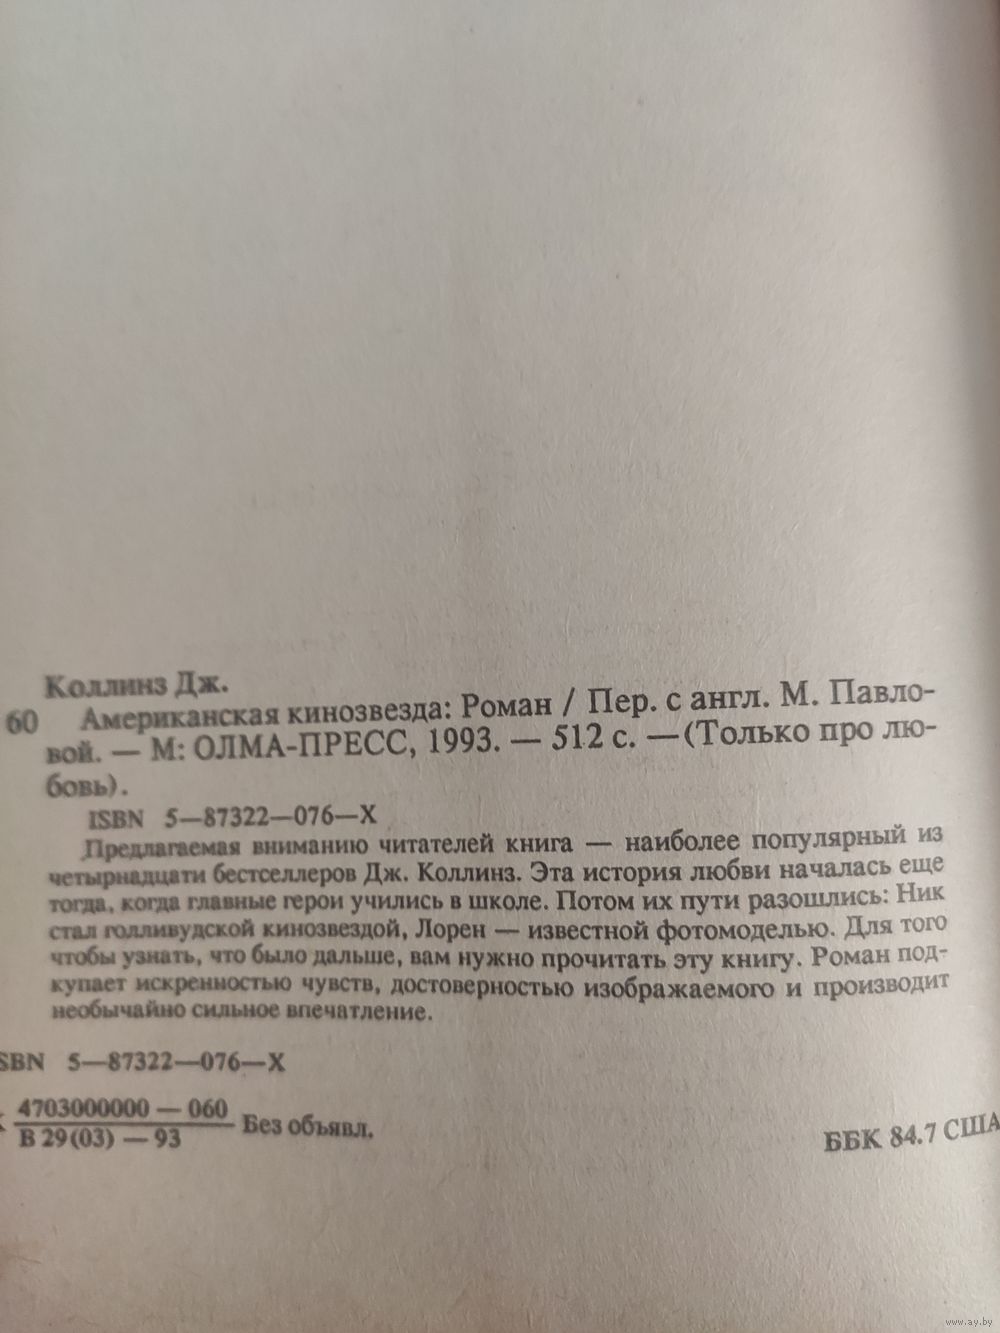 Коллинз Дж.
60 Американская кинозвезда: Роман / Пер. с англ. М. Павло-
вой. — М: ОЛМА-ПРЕСС, 1993. — 512 с. —(Только про лю-
бовь).
ISBN 5—87322—076—X
Предлагаемая вниманию читателей книга — наиболее популярный из
четырнадцати бестселлеров Дж. Коллинз. Эта история любви началась еще
тогда, когда главные герои учились в школе. Потом их пути разошлись: Ник
стал голливудской кинозвездой, Лорен — известной фотомоделью. Для того
чтобы узнать, что было дальше, вам нужно прочитать эту книгу. Роман под-
купает искренностью чувств, достоверностью изображаемого и производит
необычайно сильное впечатление.
SBN 5—87322—076—X
К 4703000000 — 060
В 29(03) — 93 Без объявл.
ББК 84.7 США
www.ay.by